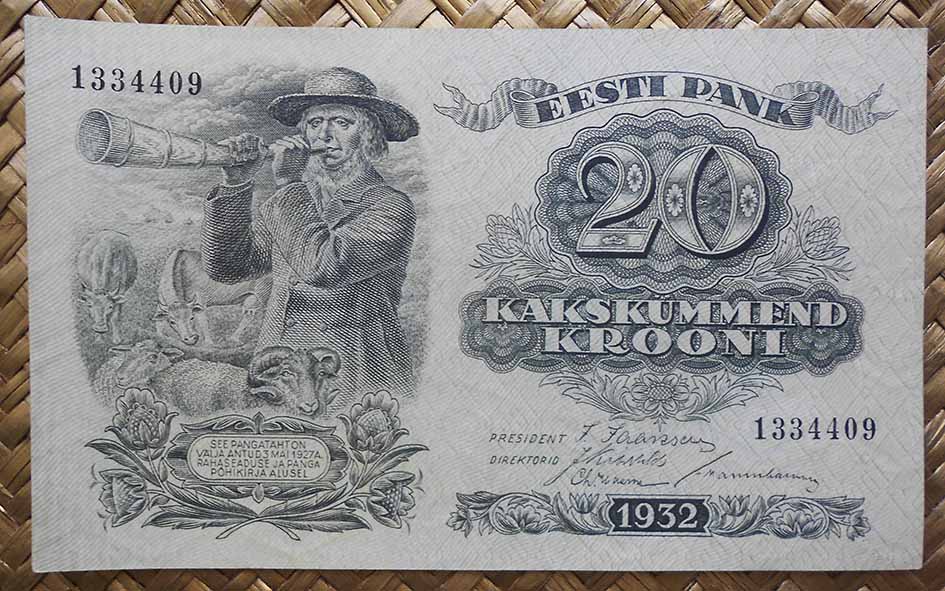 1334409
EESTI PANK
20
KAKSKÜMMEND
KROONI
SEE PANGATÄHT ON
VÄLJA ANTUD 3 MAI 1927A.
RAHASEADUSE JA PANGA
PÕHIKIRJA ALUSEL
1334409
PRESIDENT
DIREKTORID
1932